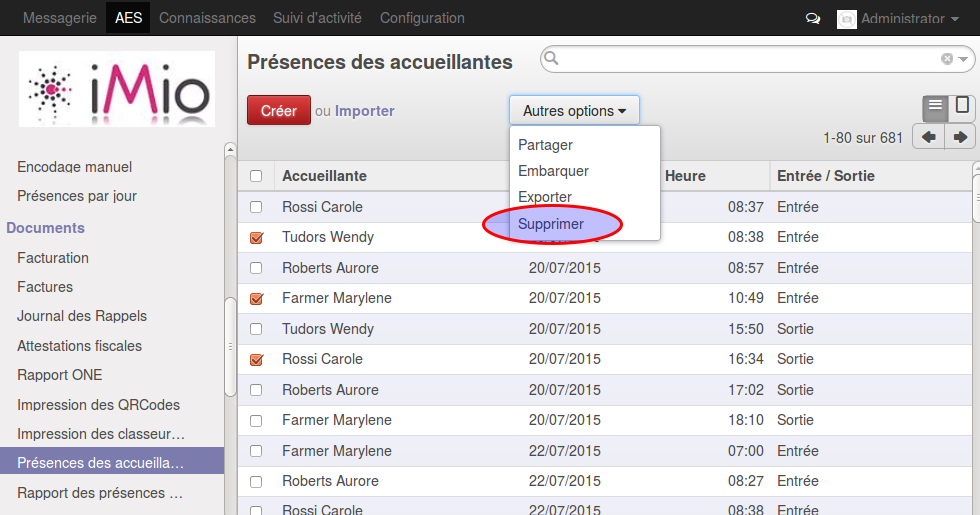 Messagerie AES Connaissances Suivi d'activité Configuration Administrator
iMio
Encodage manuel
Présences par jour
Documents
Facturation
Factures
Journal des Rappels
Attestations fiscales
Rapport ONE
Impression des QRCodes
Impression des classeur…
Présences des accueilla…
Rapport des présences …
Présences des accueillantes
Créer ou Importer
Autres options
Partager
Embarquer
Exporter
Supprimer
1-80 sur 681
Accueillante Heure Entrée / Sortie
Rossi Carole 08:37 Entrée
Tudors Wendy 08:38 Entrée
Roberts Aurore 20/07/2015 08:57 Entrée
Farmer Marylene 20/07/2015 10:49 Entrée
Tudors Wendy 20/07/2015 15:50 Sortie
Rossi Carole 20/07/2015 16:34 Sortie
Roberts Aurore 20/07/2015 17:02 Sortie
Farmer Marylene 20/07/2015 18:10 Sortie
Farmer Marylene 22/07/2015 07:00 Entrée
Roberts Aurore 22/07/2015 08:27 Entrée
Rossi Carole 22/07/2015 08:38 Entrée